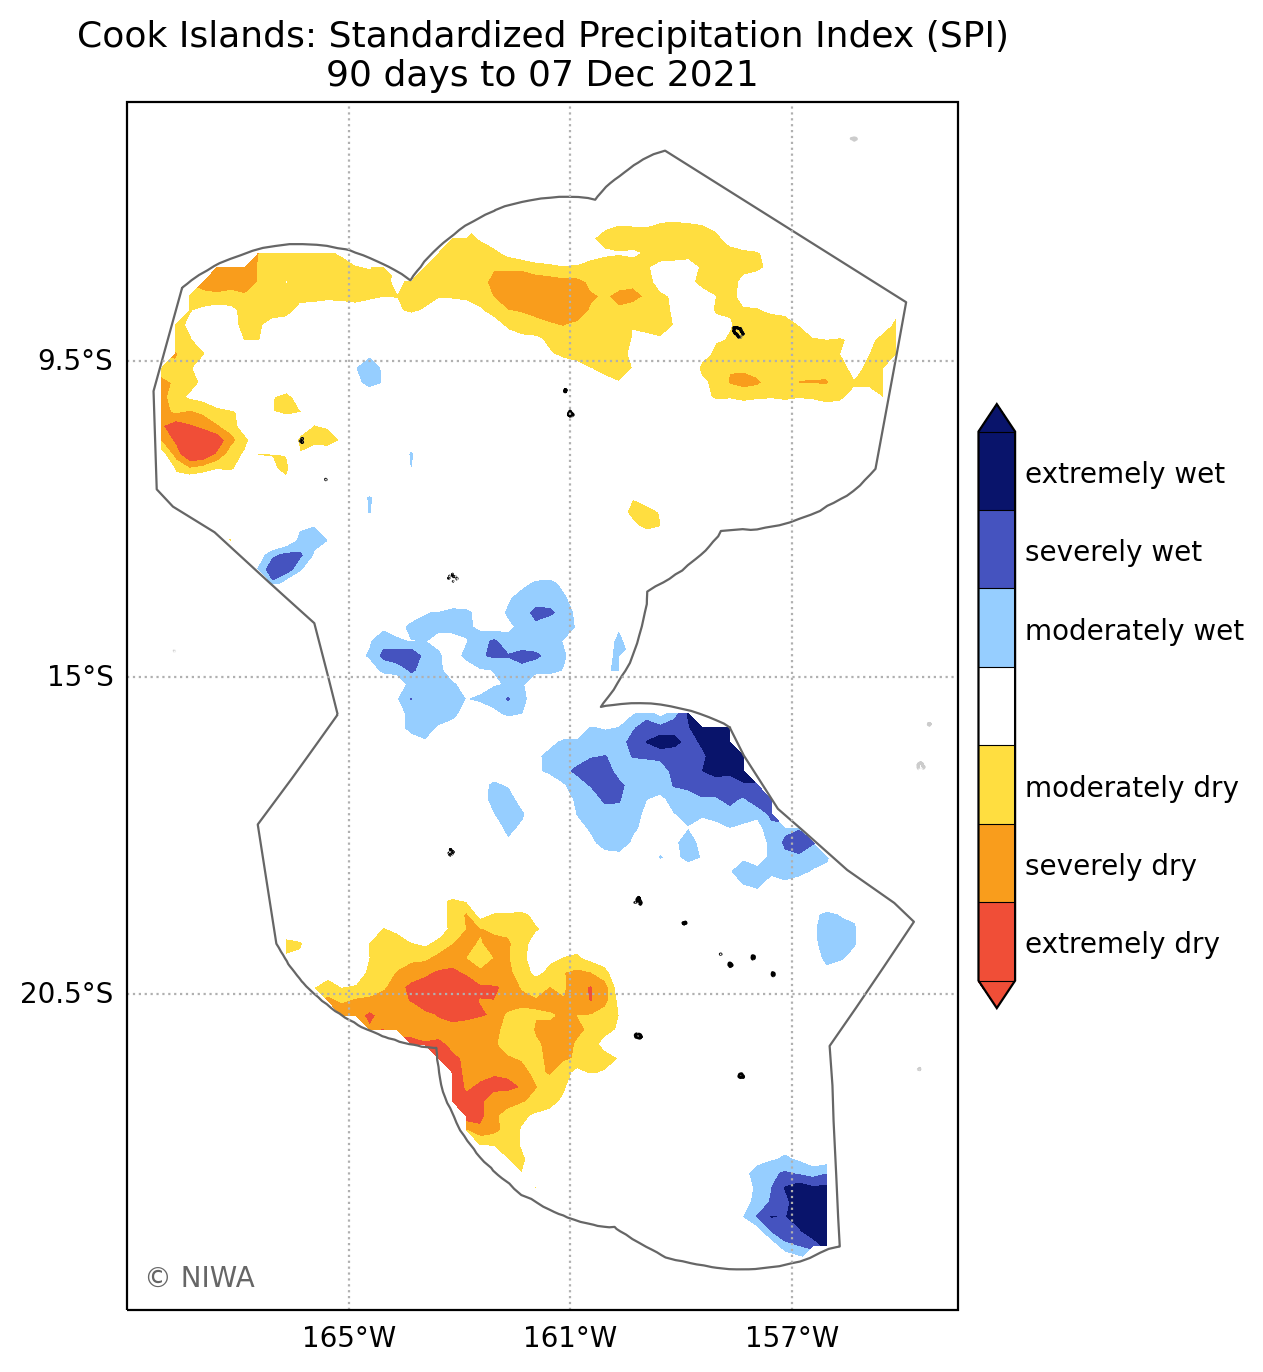 Cook Islands: Standardized Precipitation Index (SPI)
90 days to 07 Dec 2021
9.5°S
15°S
20.5°S
165°W
161°W
157°W
extremely wet
severely wet
moderately wet
moderately dry
severely dry
extremely dry
© NIWA